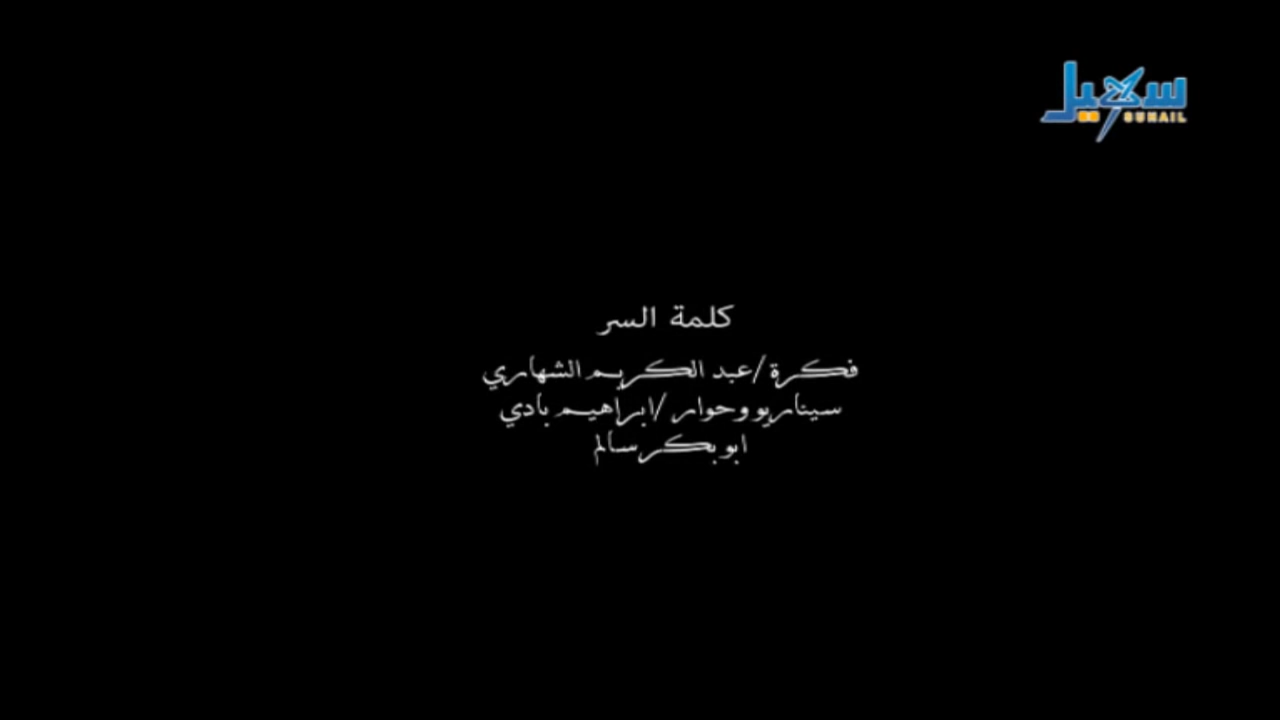 سهيل
SUHAIL
كلمة السر
فكرة /عبد الكريم الشهاري
سيناريو وحوار /ابراهيم بادي
ابو بكر سالم